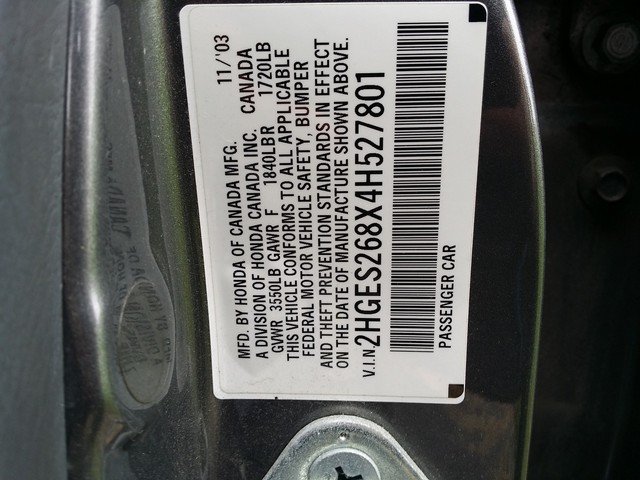 MFD. BY HONDA OF CANADA MFG. 11/'03
A DIVISION OF HONDA CANADA INC. CANADA
GVWR 3550LB GAWR F 1840LBR 1720LB
THIS VEHICLE CONFORMS TO ALL APPLICABLE
FEDERAL MOTOR VEHICLE SAFETY, BUMPER
AND THEFT PREVENTION STANDARDS IN EFFECT
ON THE DATE OF MANUFACTURE SHOWN ABOVE.
V.I.N. 2HGES268X4H527801
PASSENGER CAR